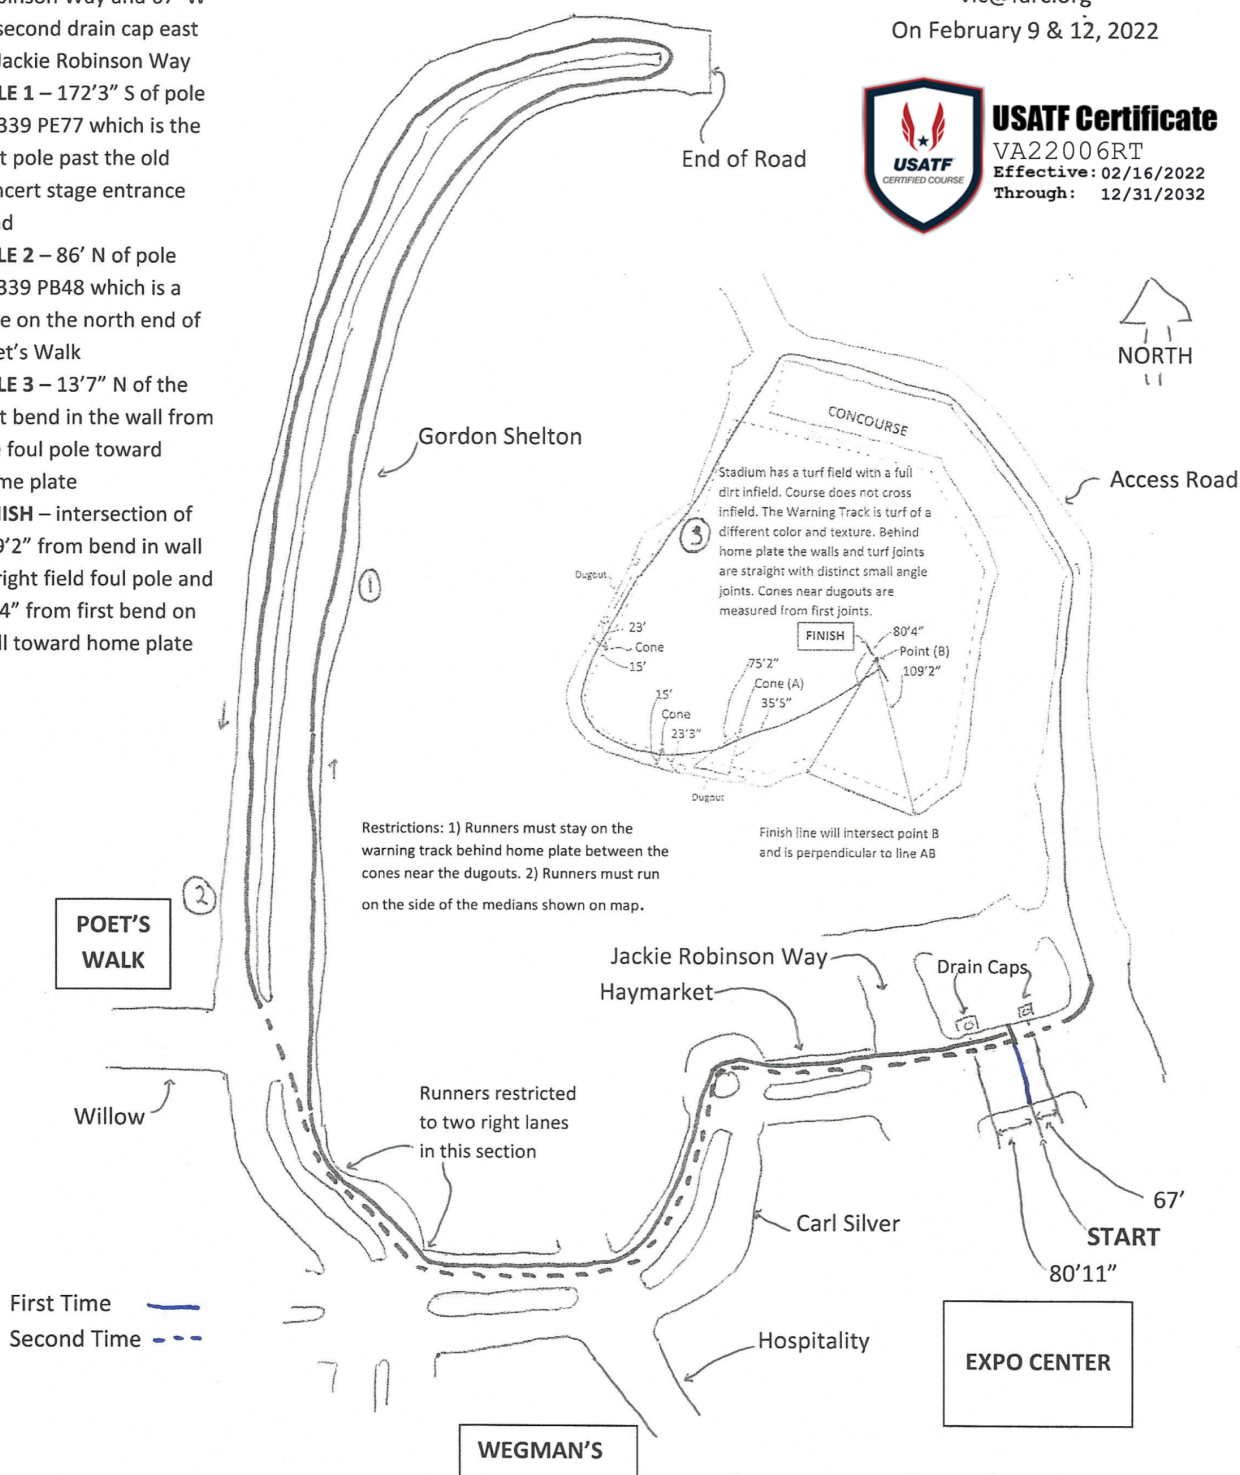 Robinson Way and 67' W
second drain cap east
Jackie Robinson Way
LE 1 – 172'3" S of pole
339 PE77 which is the
t pole past the old
ncert stage entrance
d
LE 2 – 86' N of pole
339 PB48 which is a
e on the north end of
et's Walk
LE 3 – 13'7" N of the
t bend in the wall from
foul pole toward
me plate
ISH – intersection of
9'2" from bend in wall
right field foul pole and
4" from first bend on
ll toward home plate
On February 9 & 12, 2022
USATF
CERTIFIED COURSE
USATF Certificate
VA22006RT
Effective: 02/16/2022
Through: 12/31/2032
End of Road
NORTH
Gordon Shelton
CONCOURSE
Access Road
Stadium has a turf field with a full
dirt infield. Course does not cross
infield. The Warning Track is turf of a
different color and texture. Behind
home plate the walls and turf joints
are straight with distinct small angle
joints. Cones near dugouts are
measured from first joints.
3
1
Dugout
23'
Cone
15'
FINISH
80'4"
Point (B)
109'2"
75'2"
Cone (A)
35'5"
15'
Cone
23'3"
Dugout
Restrictions: 1) Runners must stay on the
warning track behind home plate between the
cones near the dugouts. 2) Runners must run
on the side of the medians shown on map.
Finish line will intersect point B
and is perpendicular to line AB
2
POET'S
WALK
Jackie Robinson Way
Haymarket
Drain Caps
Willow
Runners restricted
to two right lanes
in this section
Carl Silver
67'
START
80'11"
First Time
Second Time
Hospitality
EXPO CENTER
WEGMAN'S